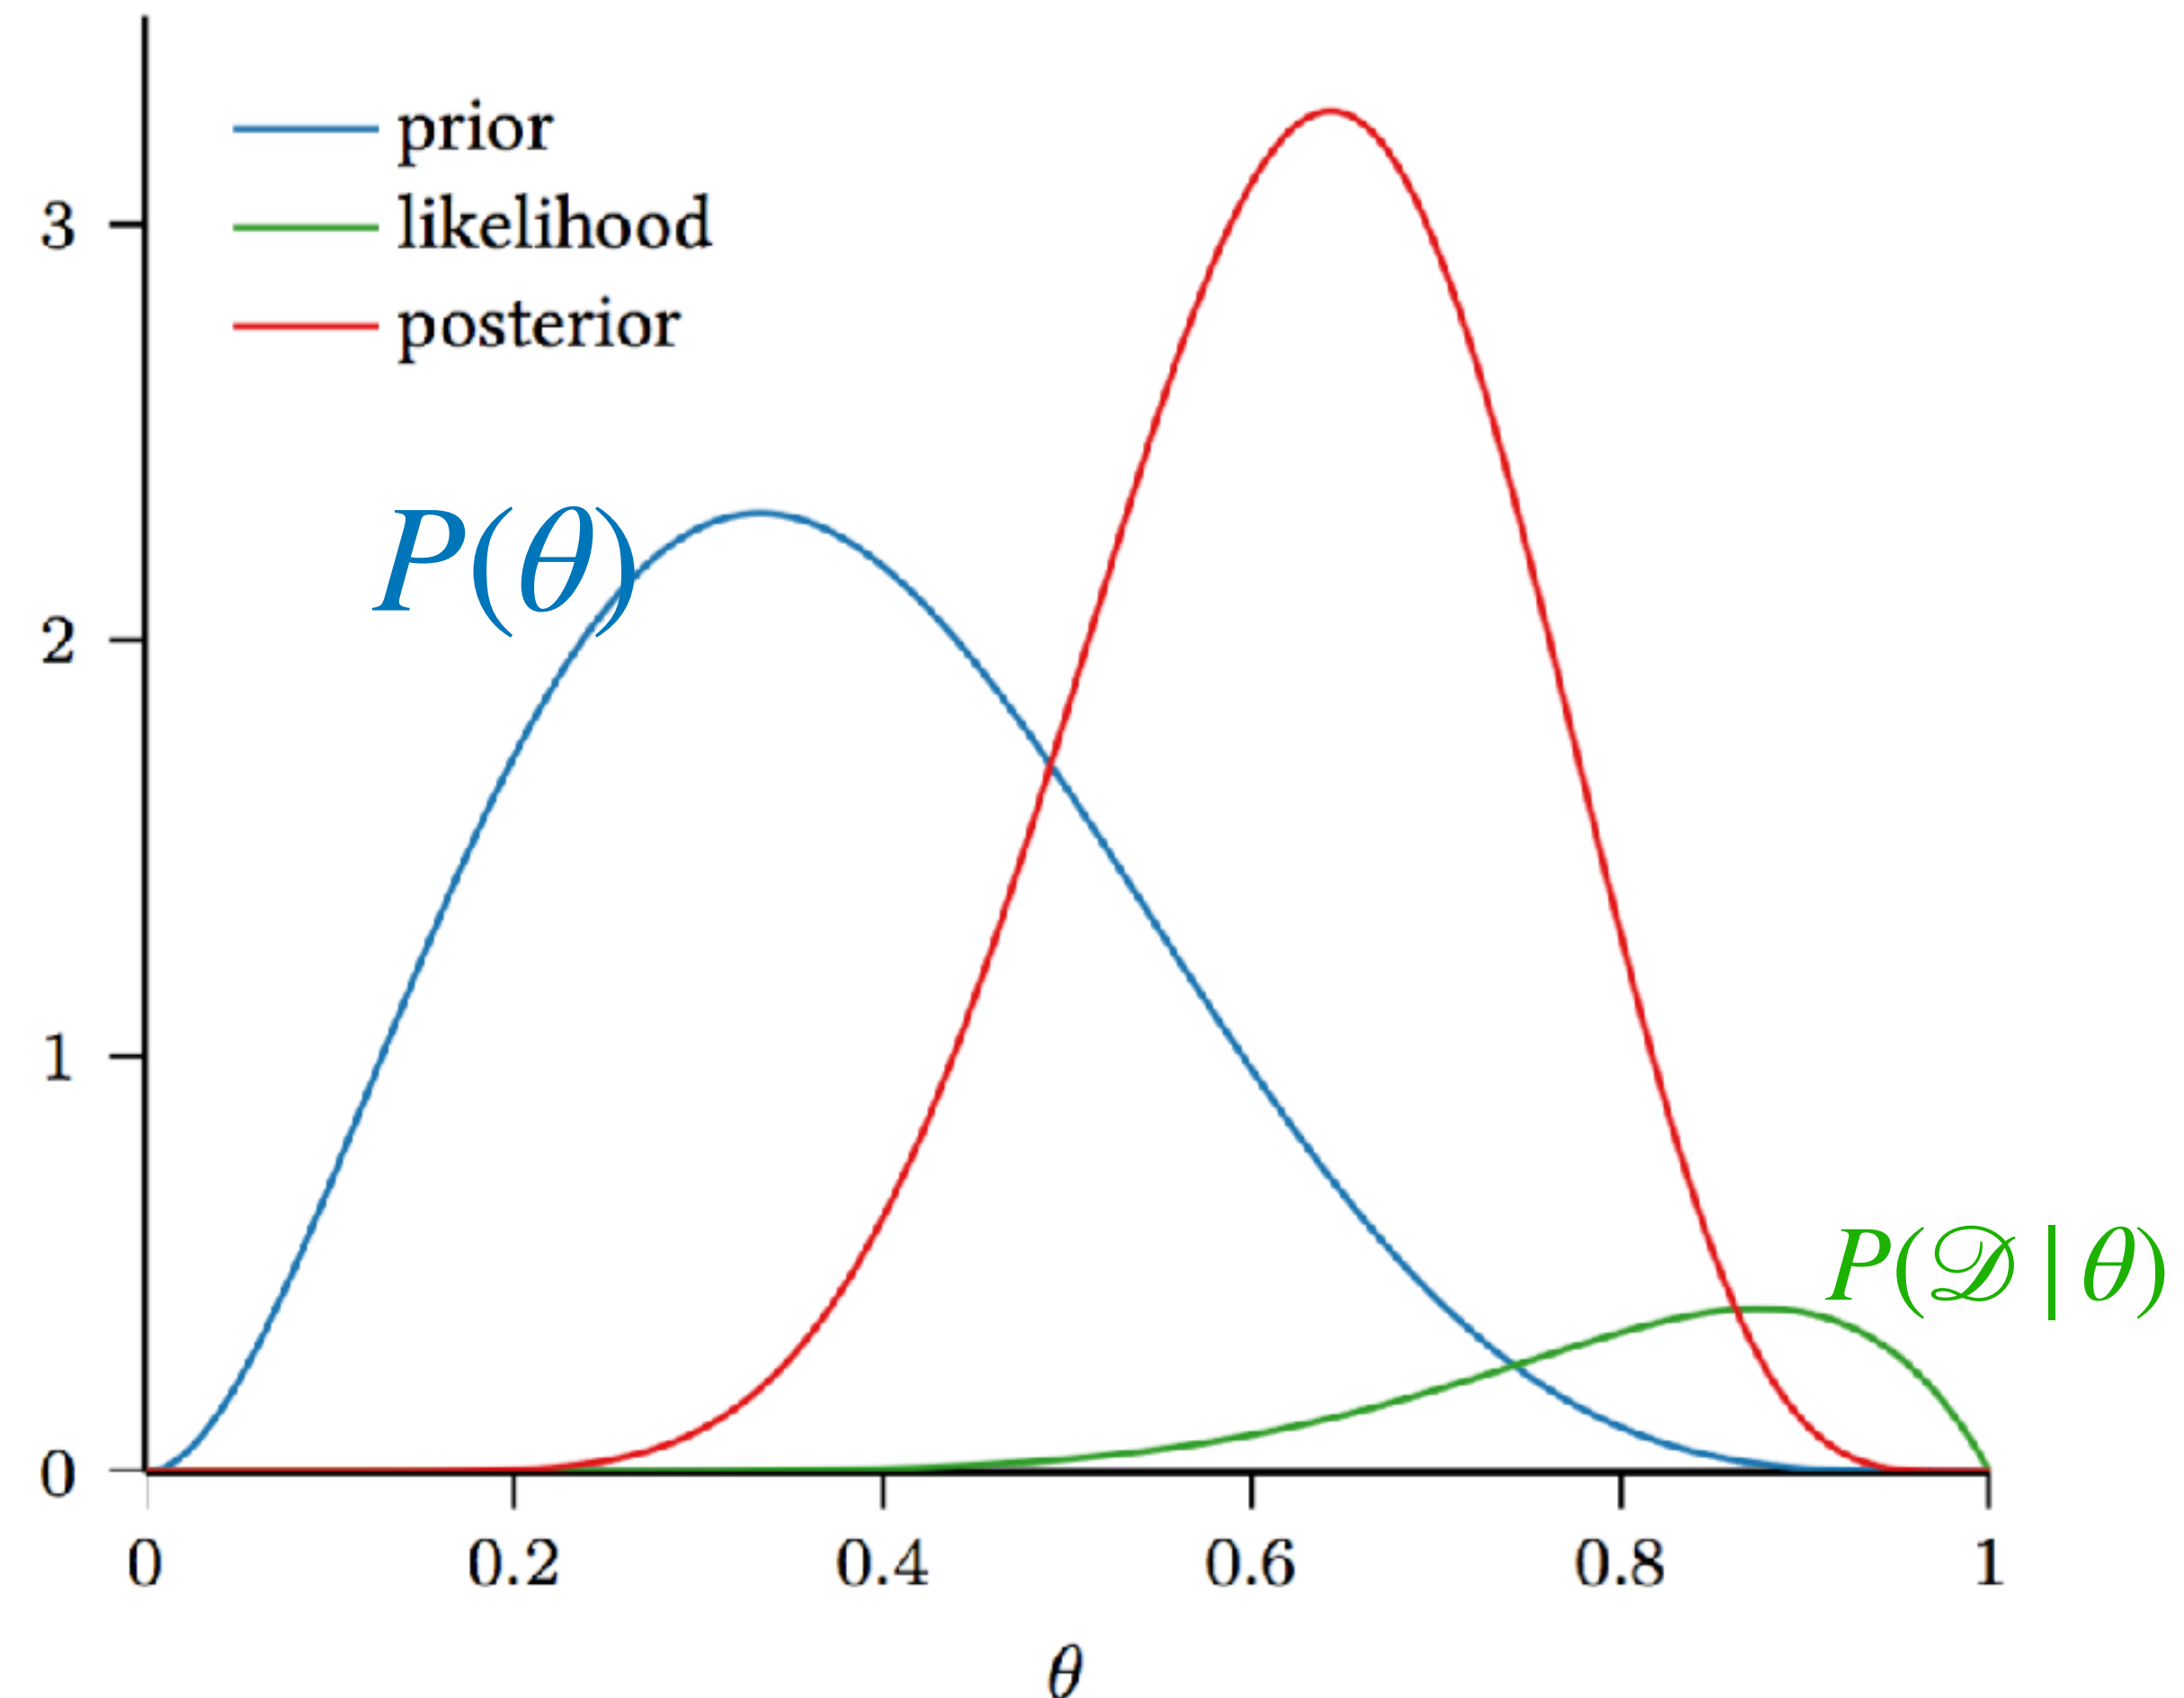 prior
likelihood
posterior
3
P(θ)
2
1
P(𝒟 | θ)
0
0 0.2 0.4 0.6 0.8 1
θ